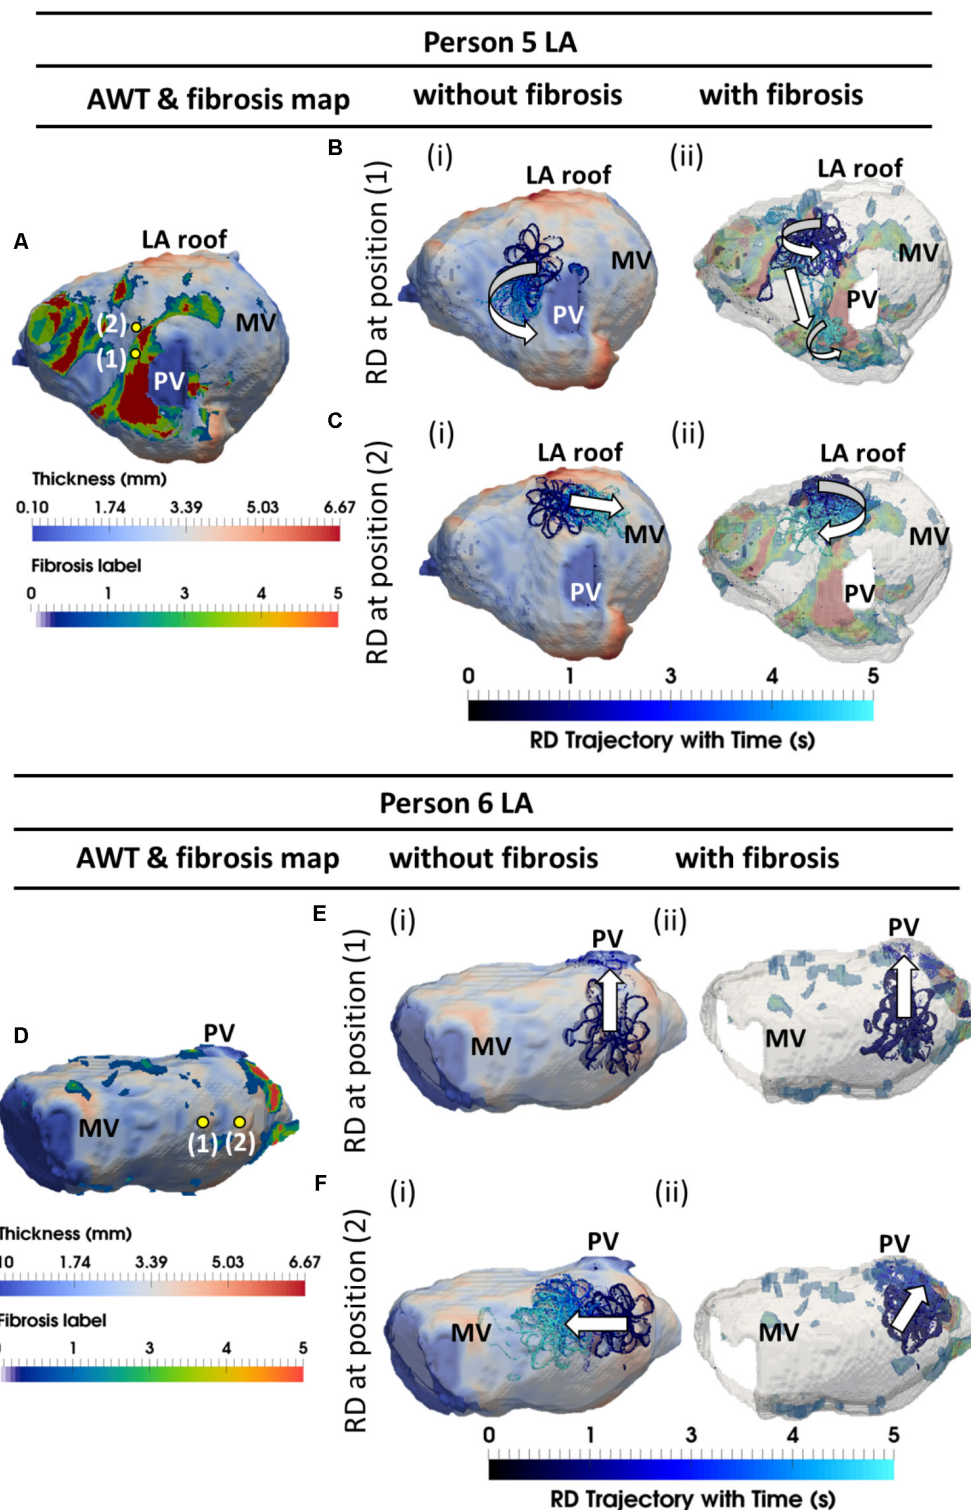 Person 5 LA
AWT & fibrosis map without fibrosis with fibrosis
A
LA roof
MV
(2)
(1)
PV
Thickness (mm)
0.10 1.74 3.39 5.03 6.67
Fibrosis label
0 1 3 4 5
B
RD at position (1)
(i)
LA roof
MV
PV
(ii)
LA roof
MV
PV
C
RD at position (2)
(i)
LA roof
MV
PV
(ii)
LA roof
MV
PV
0 1 3 4 5
RD Trajectory with Time (s)
Person 6 LA
AWT & fibrosis map without fibrosis with fibrosis
D
PV
MV
(1) (2)
Thickness (mm)
10 1.74 3.39 5.03 6.67
Fibrosis label
1 3 4 5
E
RD at position (1)
(i)
PV
MV
(ii)
PV
MV
F
RD at position (2)
(i)
PV
MV
(ii)
PV
MV
0 1 3 4 5
RD Trajectory with Time (s)